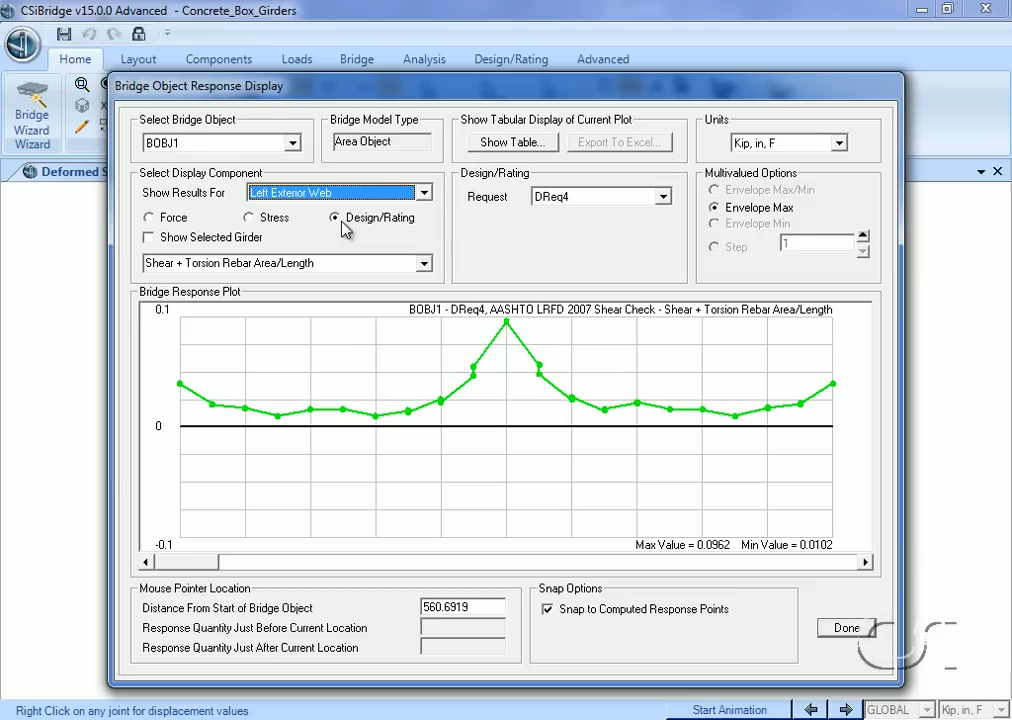 CSiBridge v15.0.0 Advanced - Concrete_Box_Girders
Home Layout Components Loads Bridge Analysis Design/Rating Advanced
Bridge
Wizard
Wizard
Deformed S
Bridge Object Response Display
Select Bridge Object
BOBJ1
Bridge Model Type
Area Object
Show Tabular Display of Current Plot
Show Table... Export To Excel...
Units
Kip, in, F
Select Display Component
Show Results For Left Exterior Web
Force Stress Design/Rating
Show Selected Girder
Shear + Torsion Rebar Area/Length
Design/Rating
Request DReq4
Multivalued Options
Envelope Max/Min
Envelope Max
Envelope Min
Step 1
Bridge Response Plot
0.1 BOBJ1 - DReq4, AASHTO LRFD 2007 Shear Check - Shear + Torsion Rebar Area/Length
0
-0.1 Max Value = 0.0962 Min Value = 0.0102
Mouse Pointer Location
Distance From Start of Bridge Object 560.6919
Response Quantity Just Before Current Location
Response Quantity Just After Current Location
Snap Options
Snap to Computed Response Points
Done
Right Click on any joint for displacement values Start Animation GLOBAL Kip, in, F